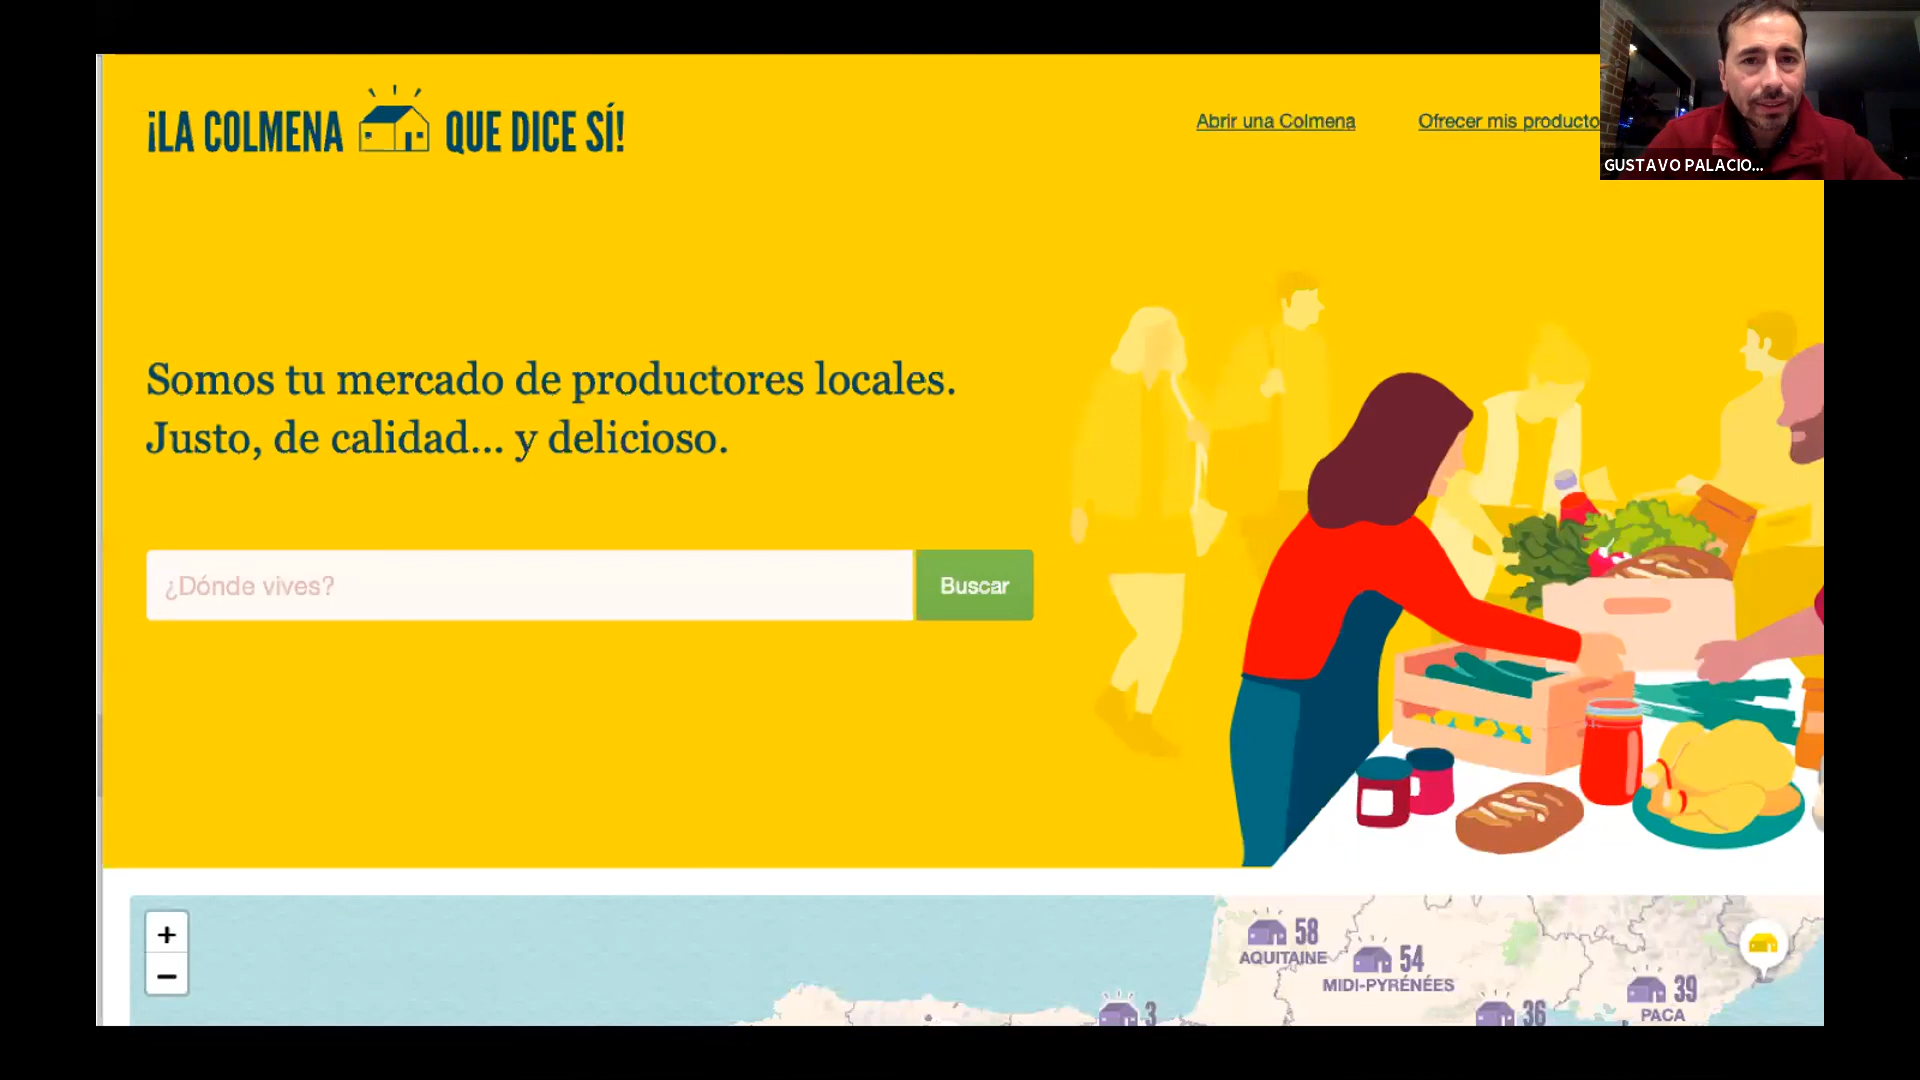 ¡LA COLMENA QUE DICE SÍ!
Abrir una Colmena
Ofrecer mis producto
GUSTAVO PALACIO...
Somos tu mercado de productores locales.
Justo, de calidad... y delicioso.
¿Dónde vives?
Buscar
+
−
58
AQUITAINE
54
MIDI-PYRÉNÉES
39
PACA
3
36